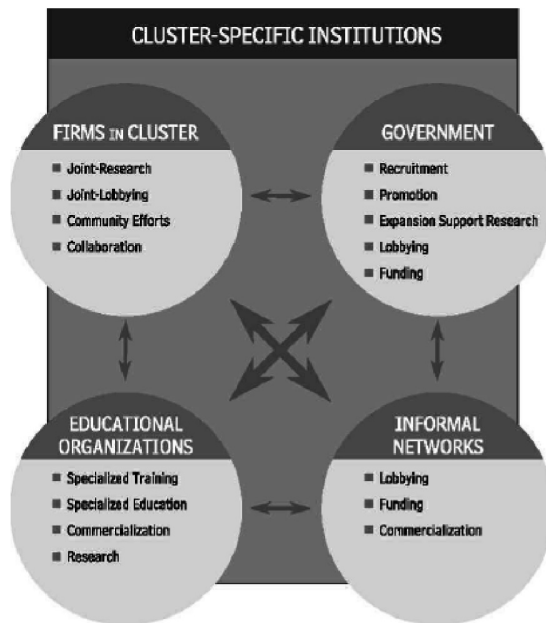 CLUSTER-SPECIFIC INSTITUTIONS
FIRMS IN CLUSTER
Joint-Research
Joint-Lobbying
Community Efforts
Collaboration
GOVERNMENT
Recruitment
Promotion
Expansion Support Research
Lobbying
Funding
EDUCATIONAL
ORGANIZATIONS
Specialized Training
Specialized Education
Commercialization
Research
INFORMAL
NETWORKS
Lobbying
Funding
Commercialization